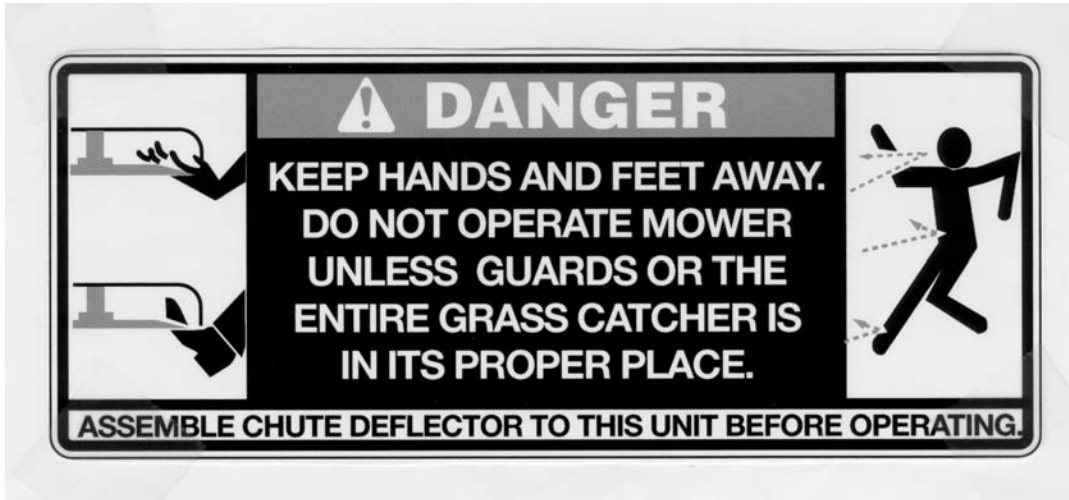 DANGER
KEEP HANDS AND FEET AWAY.
DO NOT OPERATE MOWER
UNLESS GUARDS OR THE
ENTIRE GRASS CATCHER IS
IN ITS PROPER PLACE.
ASSEMBLE CHUTE DEFLECTOR TO THIS UNIT BEFORE OPERATING.